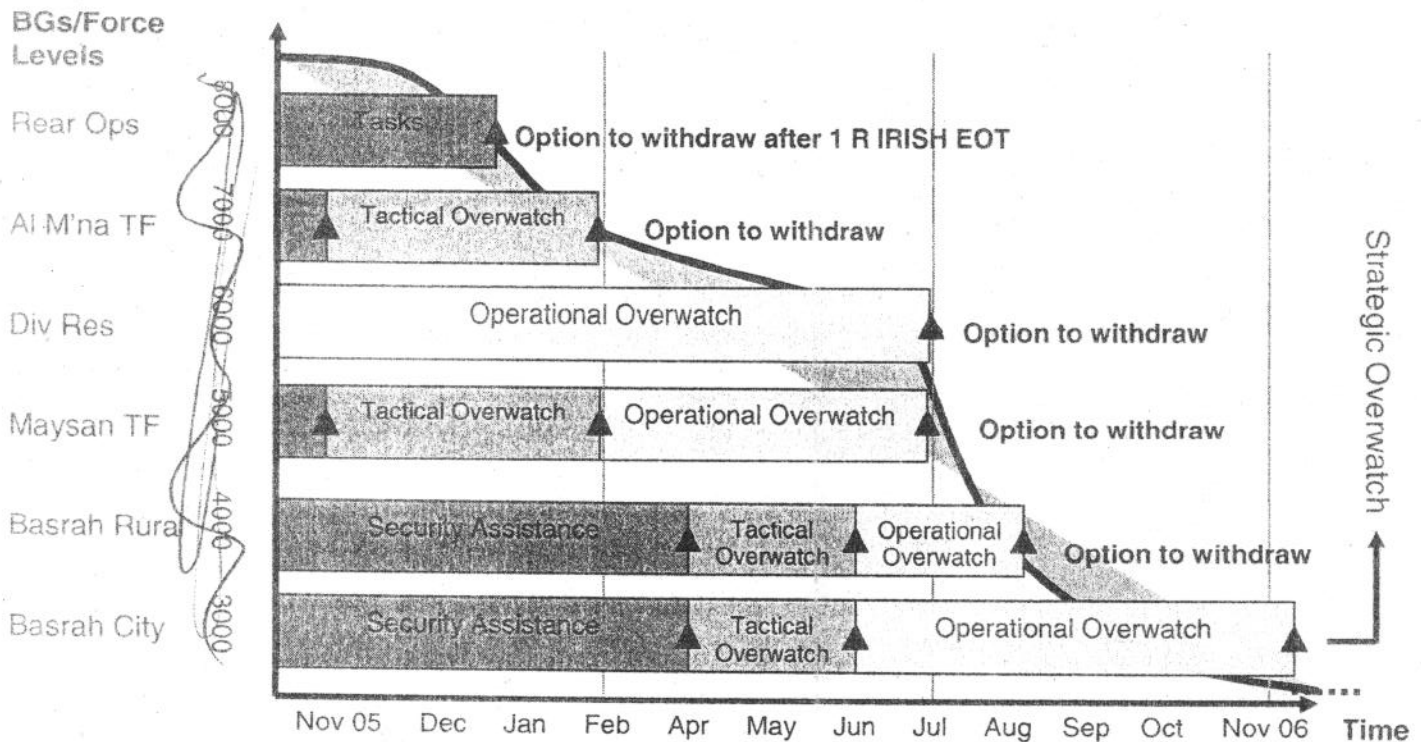 BGs/Force
Levels
8000
Rear Ops
Tasks
Option to withdraw after 1 R IRISH EOT
7000
Al M'na TF
Tactical Overwatch
Option to withdraw
6000
Div Res
Operational Overwatch
Option to withdraw
5000
Maysan TF
Tactical Overwatch
Operational Overwatch
Option to withdraw
Strategic Overwatch
4000
Basrah Rural
Security Assistance
Tactical
Overwatch
Operational
Overwatch
Option to withdraw
3000
Basrah City
Security Assistance
Tactical
Overwatch
Operational Overwatch
Nov 05 Dec Jan Feb Apr May Jun Jul Aug Sep Oct Nov 06 Time